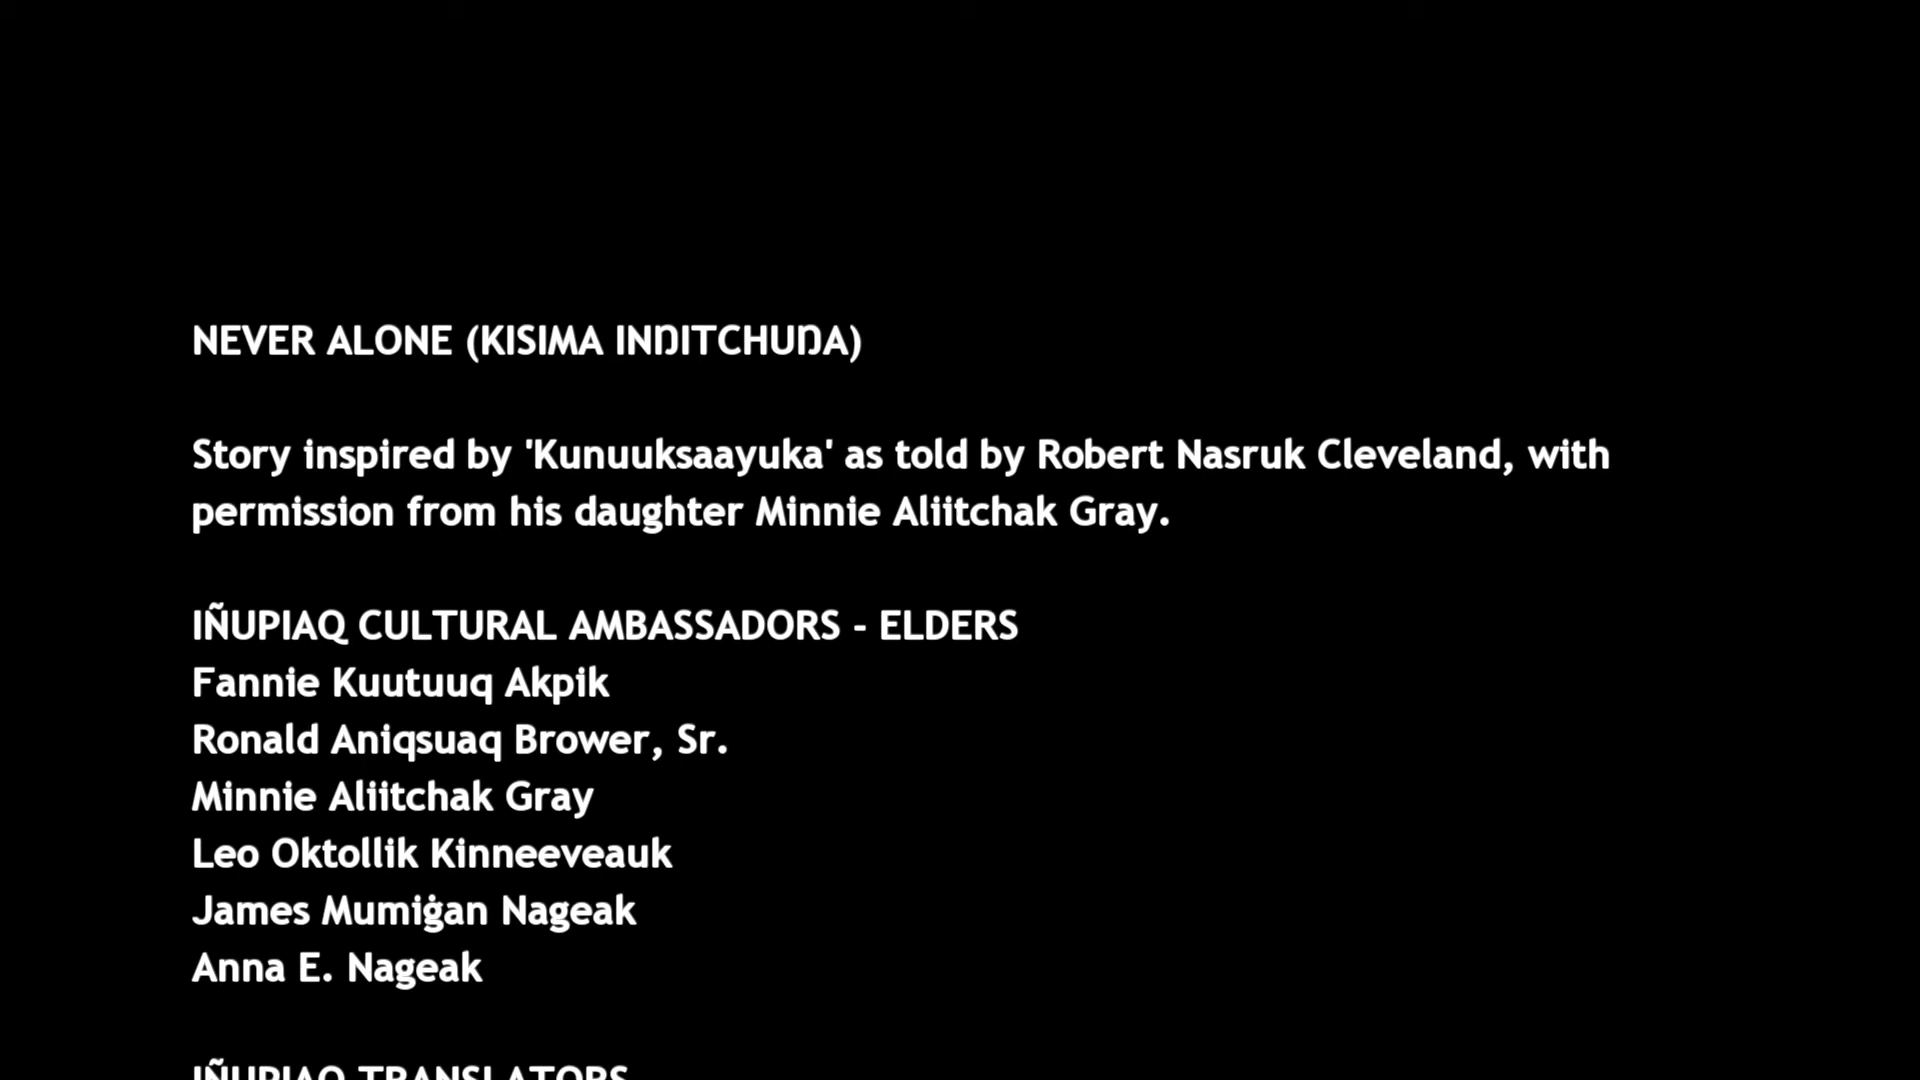 NEVER ALONE (KISIMA INŊITCHUŊA)
Story inspired by 'Kunuuksaayuka' as told by Robert Nasruk Cleveland, with
permission from his daughter Minnie Aliitchak Gray.
IÑUPIAQ CULTURAL AMBASSADORS - ELDERS
Fannie Kuutuuq Akpik
Ronald Aniqsuaq Brower, Sr.
Minnie Aliitchak Gray
Leo Oktollik Kinneeveauk
James Mumiġan Nageak
Anna E. Nageak
IÑUPIAQ TRANSLATORS